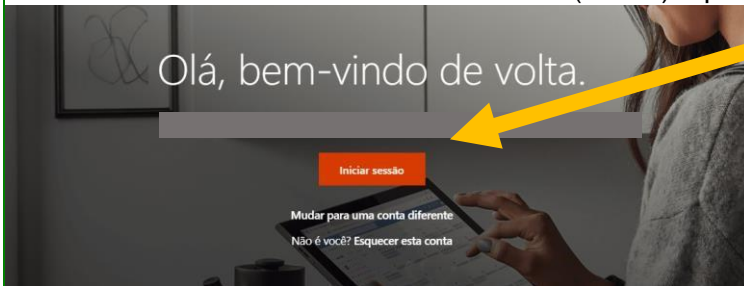 Olá, bem-vindo de volta.
Iniciar sessão
Mudar para uma conta diferente
Não é você? Esquecer esta conta